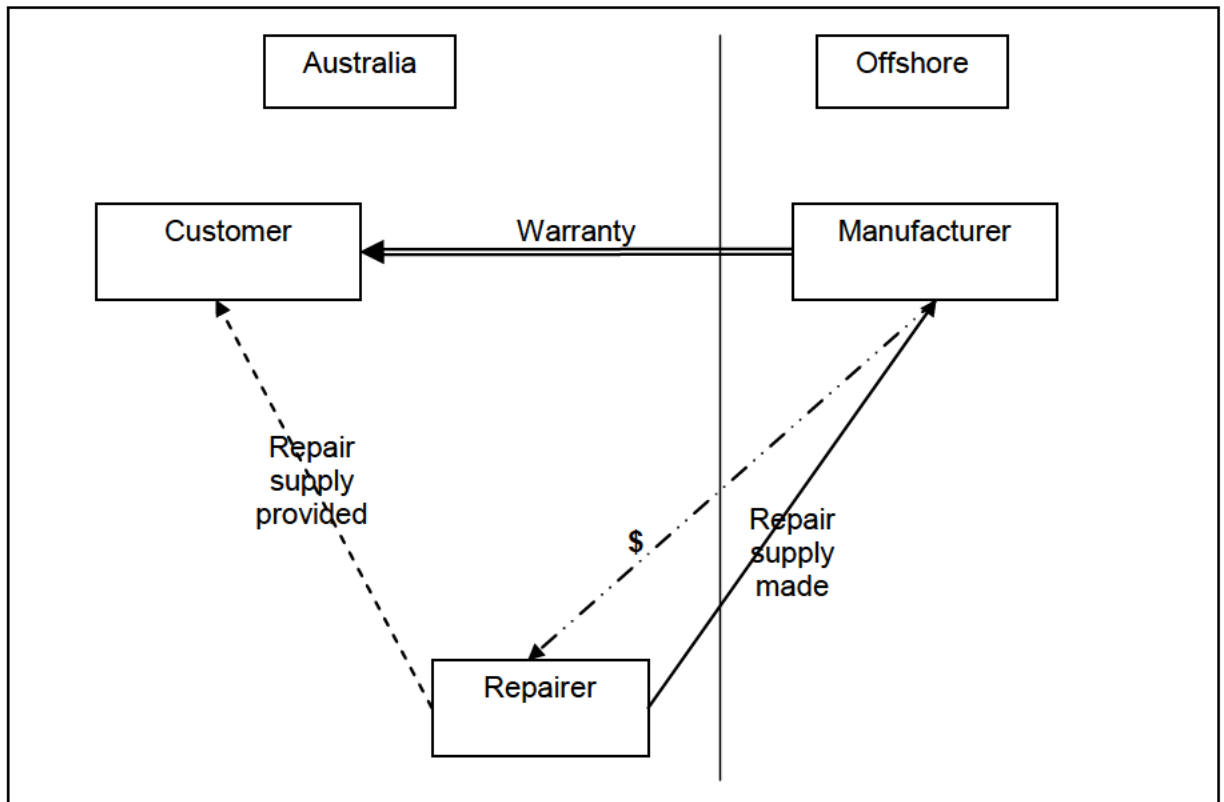 Australia
Offshore
Customer
Warranty
Manufacturer
Repair
supply
provided
$
Repair
supply
made
Repairer